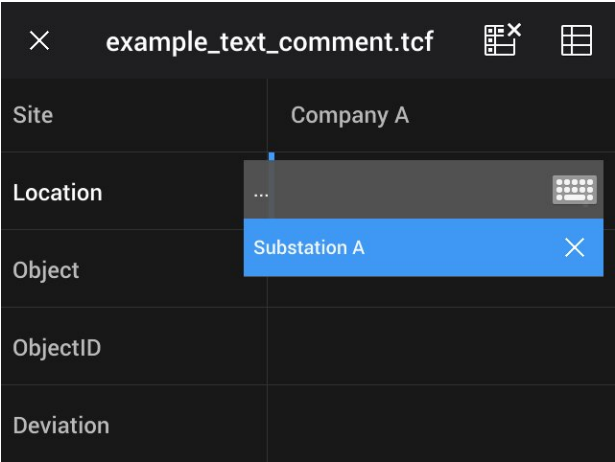 example_text_comment.tcf
Site
Company A
Location
...
Substation A
Object
ObjectID
Deviation